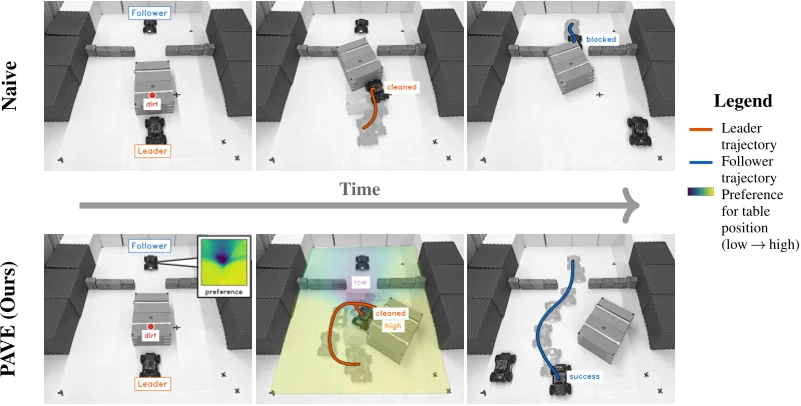 Naive
Follower
dirt
Leader
cleaned
blocked
Time
PAVE (Ours)
Follower
preference
dirt
Leader
low
cleaned
high
success
Legend
Leader
trajectory
Follower
trajectory
Preference
for table
position
(low → high)